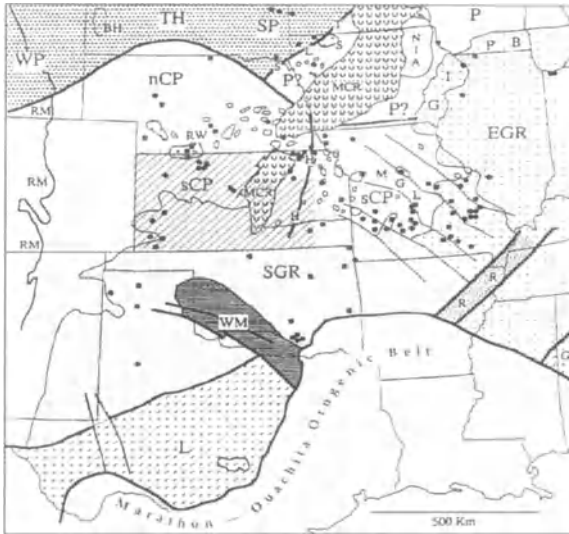 TH
SP
P
BH
WP
S
N I A
P B
nCP
P?
MCR
I
P?
G
RM
EGR
RW
RM
H
MCR
sCP
M
G
sCP
L
H
RM
SGR
R
R
WM
G
L
Marathon - Ouachita Orogenic Belt
500 Km